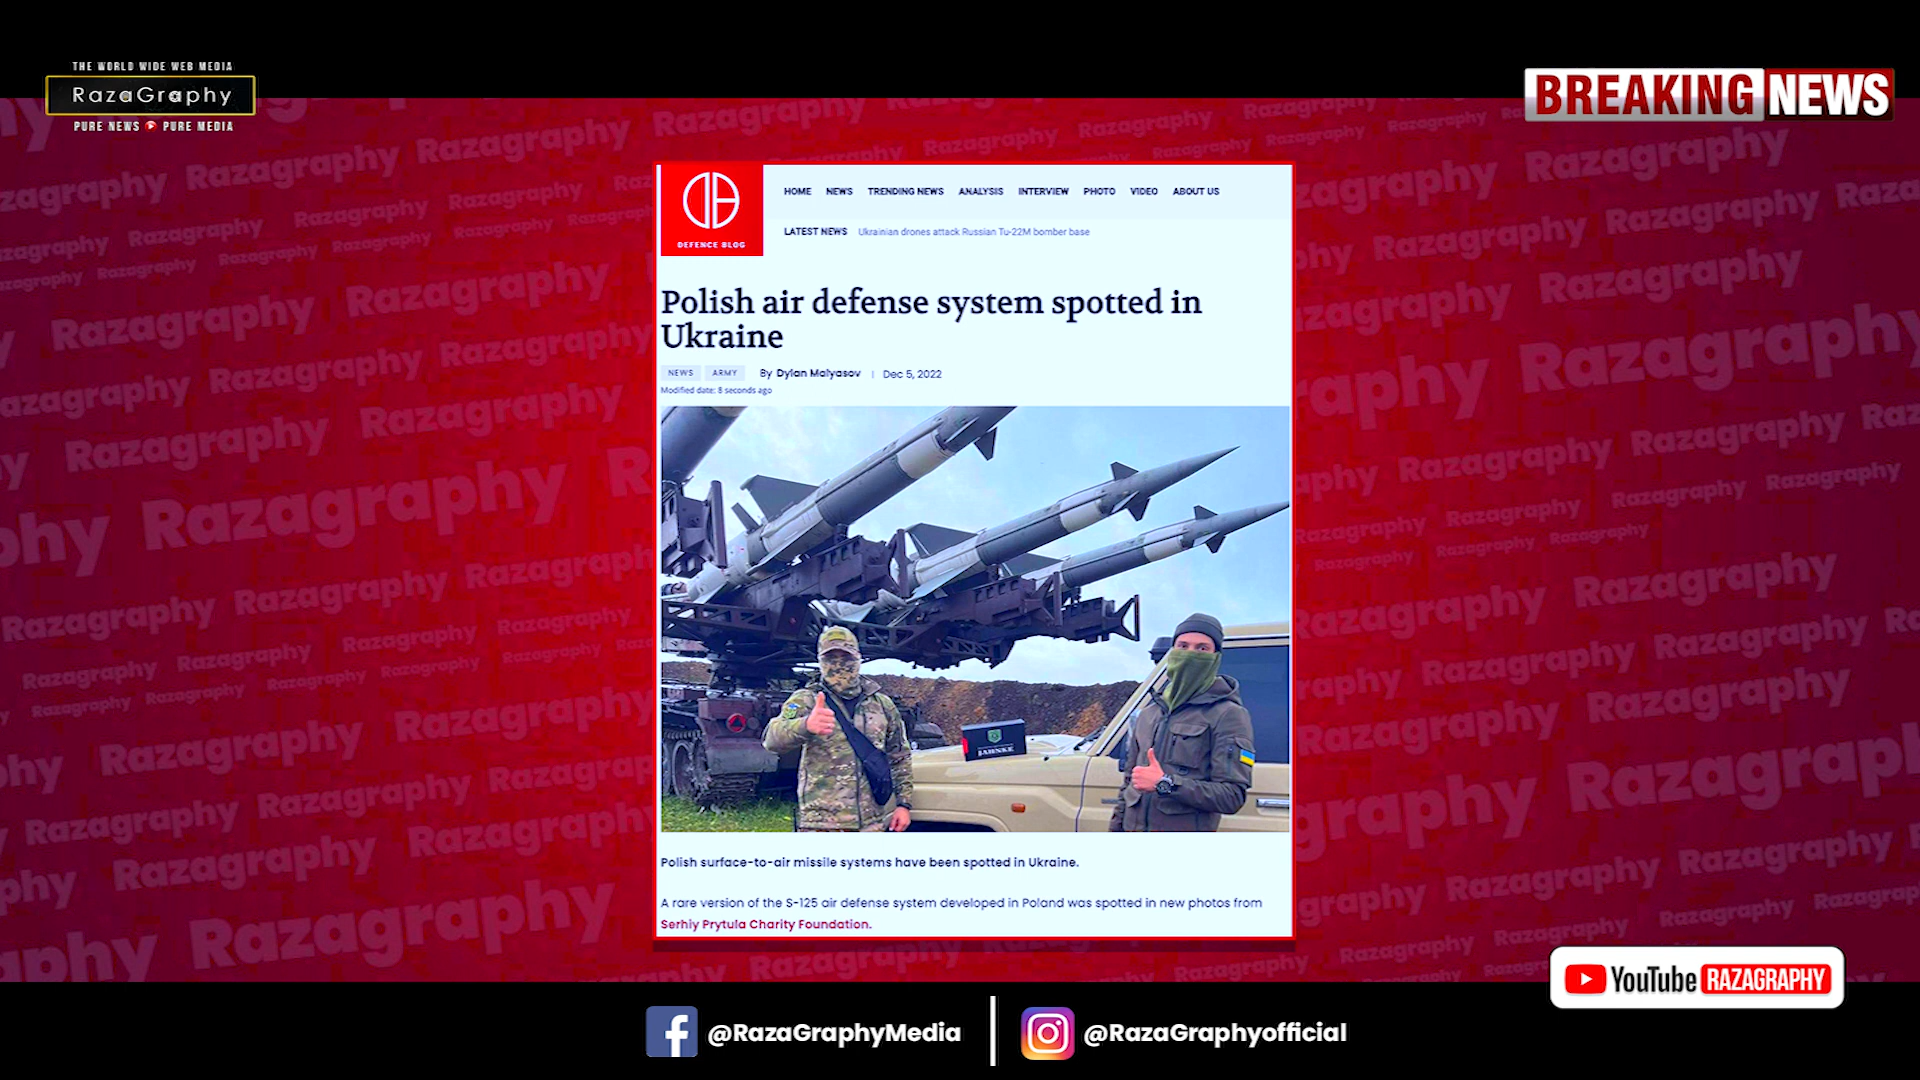 THE WORLD WIDE WEB MEDIA
RazaGraphy
PURE NEWS PURE MEDIA
BREAKING NEWS
DEFENCE BLOG
HOME NEWS TRENDING NEWS ANALYSIS INTERVIEW PHOTO VIDEO ABOUT US
LATEST NEWS Ukrainian drones attack Russian Tu-22M bomber base
Polish air defense system spotted in
Ukraine
NEWS ARMY By Dylan Malyasov | Dec 5, 2022
Modified date: 8 seconds ago
JAHNKE
Polish surface-to-air missile systems have been spotted in Ukraine.
A rare version of the S-125 air defense system developed in Poland was spotted in new photos from
Serhiy Prytula Charity Foundation.
YouTube RAZAGRAPHY
@RazaGraphyMedia
@RazaGraphyofficial
Razagraphy